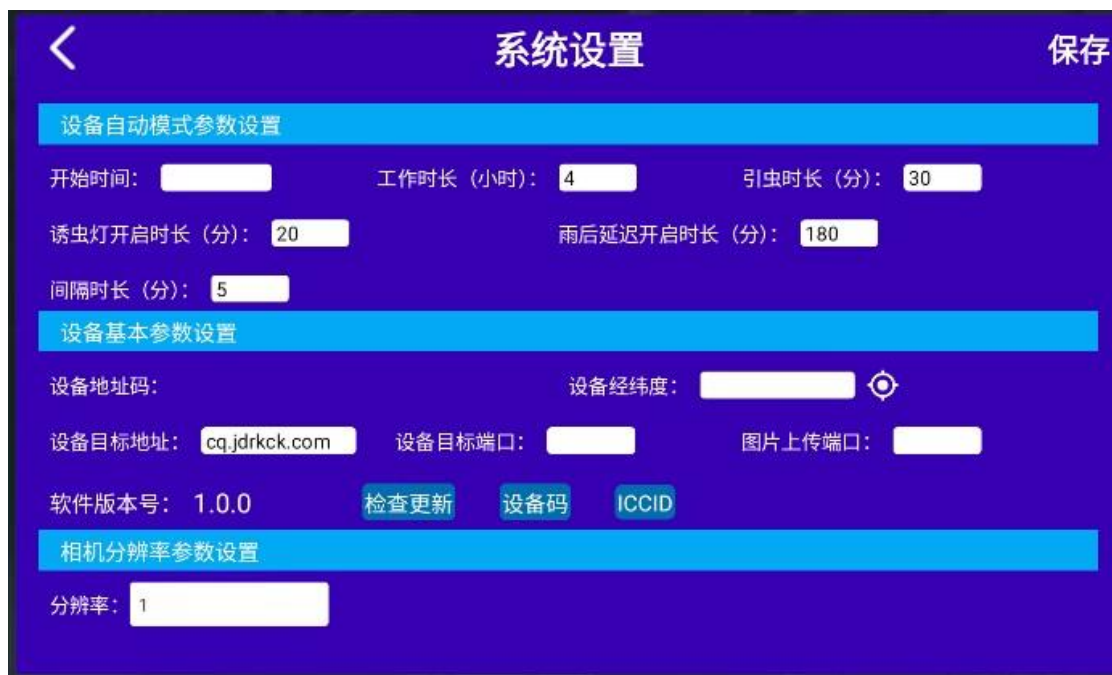 系统设置 保存
设备自动模式参数设置
开始时间： 工作时长（小时）： 4 引虫时长（分）： 30
诱虫灯开启时长（分）： 20 雨后延迟开启时长（分）： 180
间隔时长（分）： 5
设备基本参数设置
设备地址码： 设备经纬度：
设备目标地址： cq.jdrkck.com 设备目标端口： 图片上传端口：
软件版本号： 1.0.0 检查更新 设备码 ICCID
相机分辨率参数设置
分辨率： 1